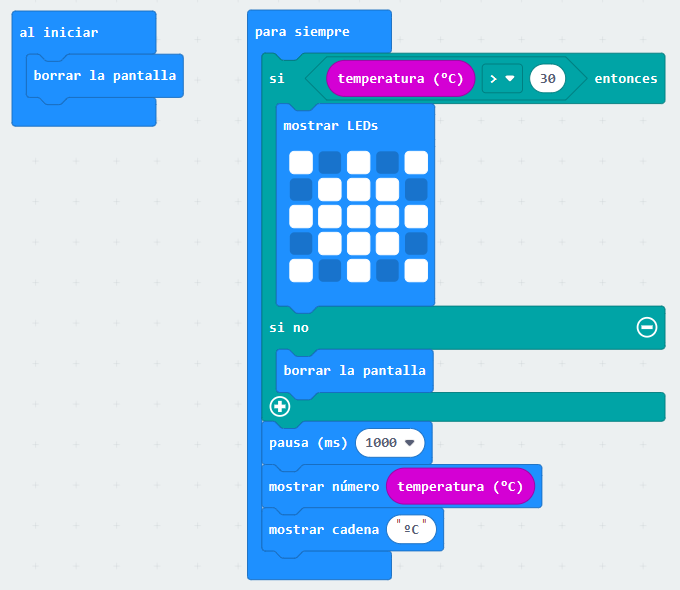 al iniciar
borrar la pantalla
para siempre
si temperatura (ºC) > 30 entonces
mostrar LEDs
si no
borrar la pantalla
pausa (ms) 1000
mostrar número temperatura (ºC)
mostrar cadena "ºC"